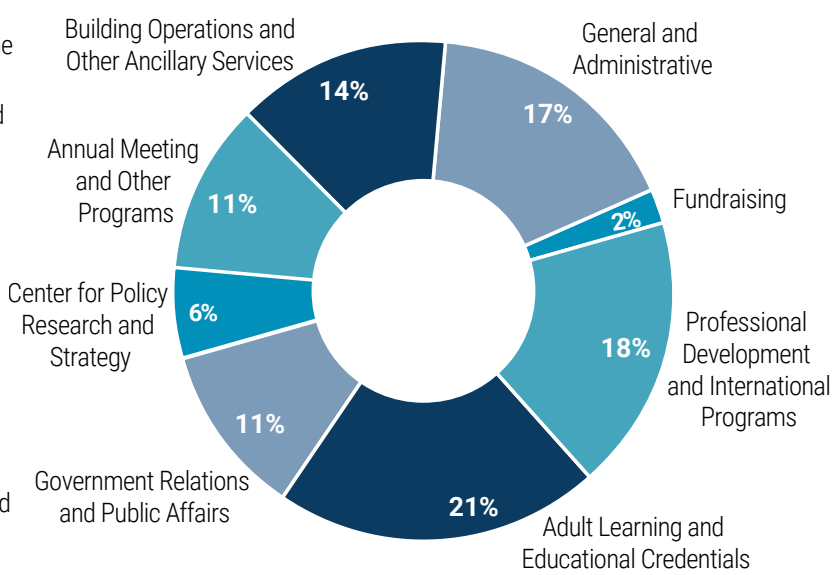 Building Operations and
Other Ancillary Services
14%
General and
Administrative
17%
Fundraising
2%
Professional
Development
and International
Programs
18%
Adult Learning and
Educational Credentials
21%
Government Relations
and Public Affairs
11%
Center for Policy
Research and
Strategy
6%
Annual Meeting
and Other
Programs
11%